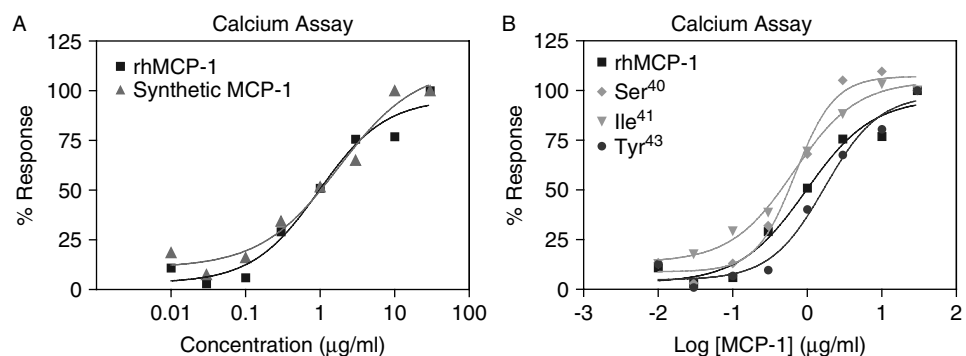 A
Calcium Assay
rhMCP-1
Synthetic MCP-1
% Response
125
100
75
50
25
0
0.01
0.1
1
10
100
Concentration (μg/ml)
B
Calcium Assay
rhMCP-1
Ser⁴⁰
Ile⁴¹
Tyr⁴³
% Response
125
100
75
50
25
0
-3
-2
-1
0
1
2
Log [MCP-1] (μg/ml)